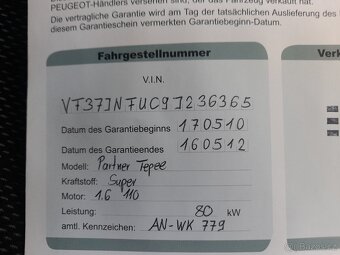 PEUGEOT-Händlers versehen sein, der das Fahrzeug verkauft hat.
Die vertragliche Garantie wird am Tag der tatsächlichen Auslieferung des
diesem Garantieschein vermerkten Garantiebeginn-Datum.
Fahrgestellnummer
Verk
V.I.N.
VF37JNFUC9J236365
Datum des Garantiebeginns 170510
Datum des Garantieendes 160512
Modell: Partner Tepee
Kraftstoff: Super
Motor: 1.6 110
Leistung: 80 kW
amtl. Kennzeichen: AN-WK 779